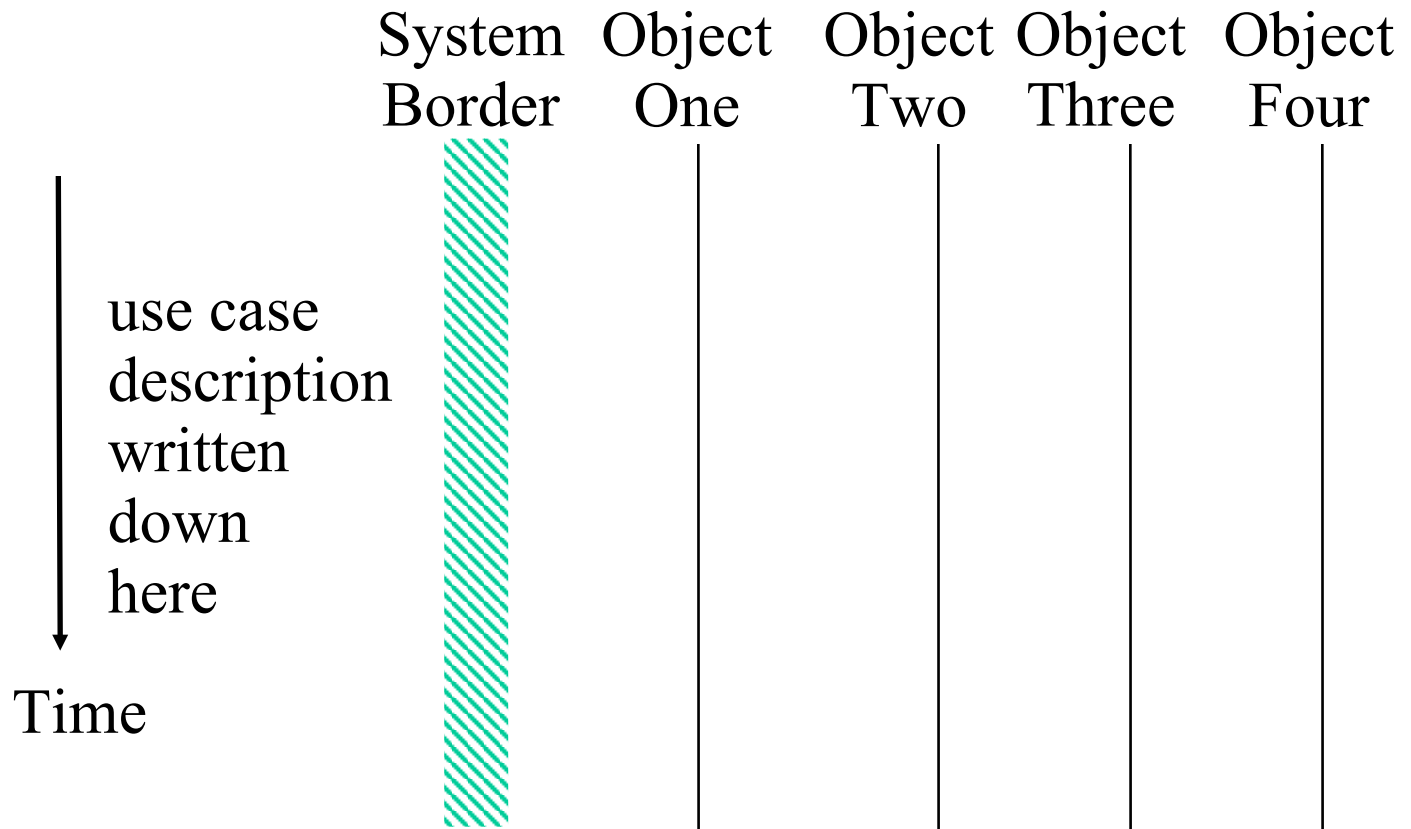 System Object Object Object Object
Border One Two Three Four
use case
description
written
down
here
Time